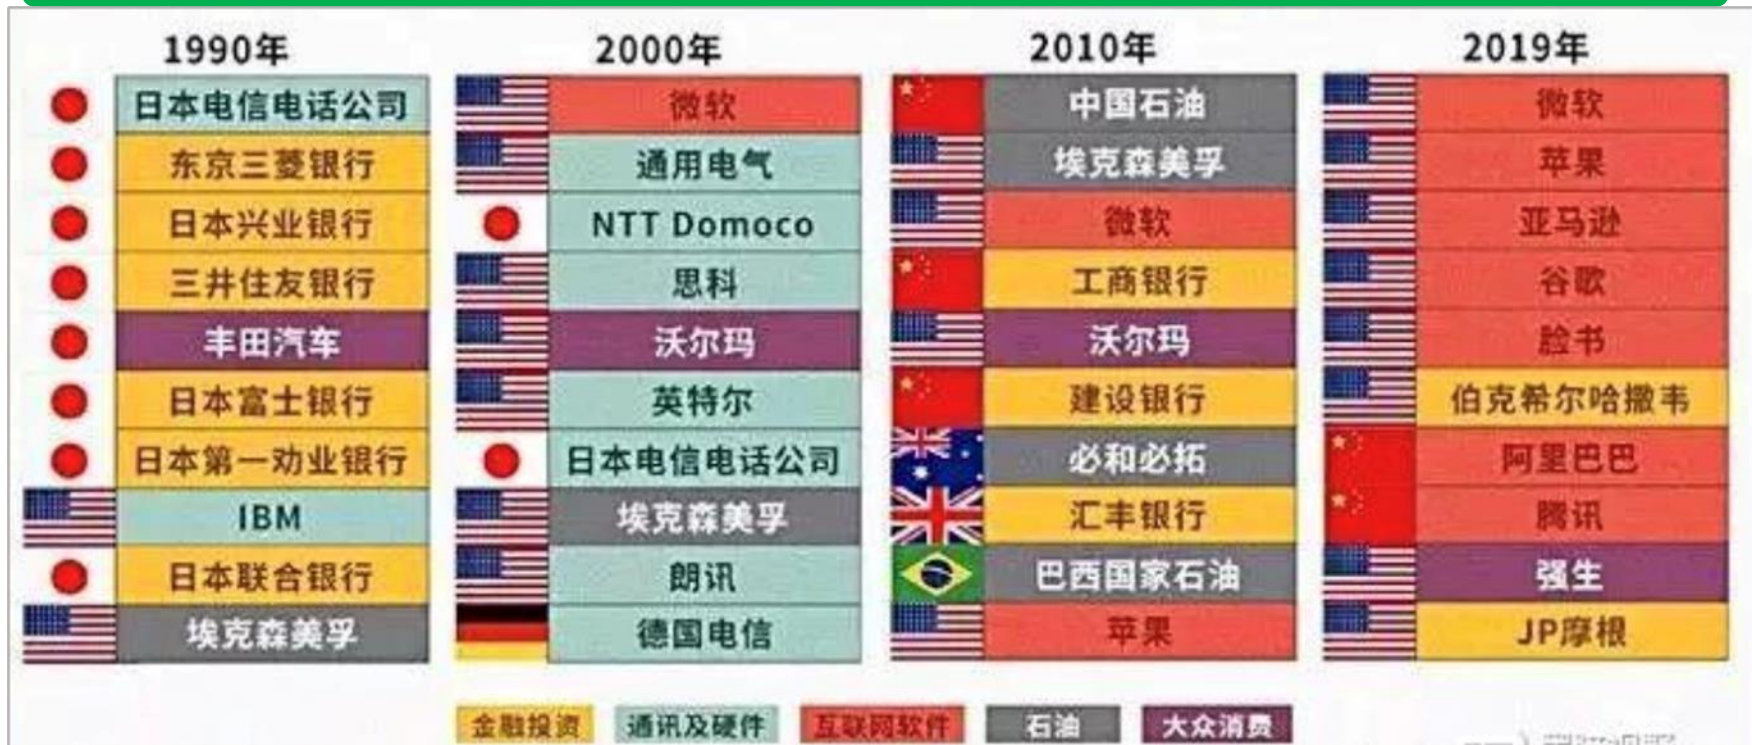 1990年
日本电信电话公司
东京三菱银行
日本兴业银行
三井住友银行
丰田汽车
日本富士银行
日本第一劝业银行
IBM
日本联合银行
埃克森美孚
2000年
微软
通用电气
NTT Domoco
思科
沃尔玛
英特尔
日本电信电话公司
埃克森美孚
朗讯
德国电信
2010年
中国石油
埃克森美孚
微软
工商银行
沃尔玛
建设银行
必和必拓
汇丰银行
巴西国家石油
苹果
2019年
微软
苹果
亚马逊
谷歌
脸书
伯克希尔哈撒韦
阿里巴巴
腾讯
强生
JP摩根
金融投资
通讯及硬件
互联网软件
石油
大众消费